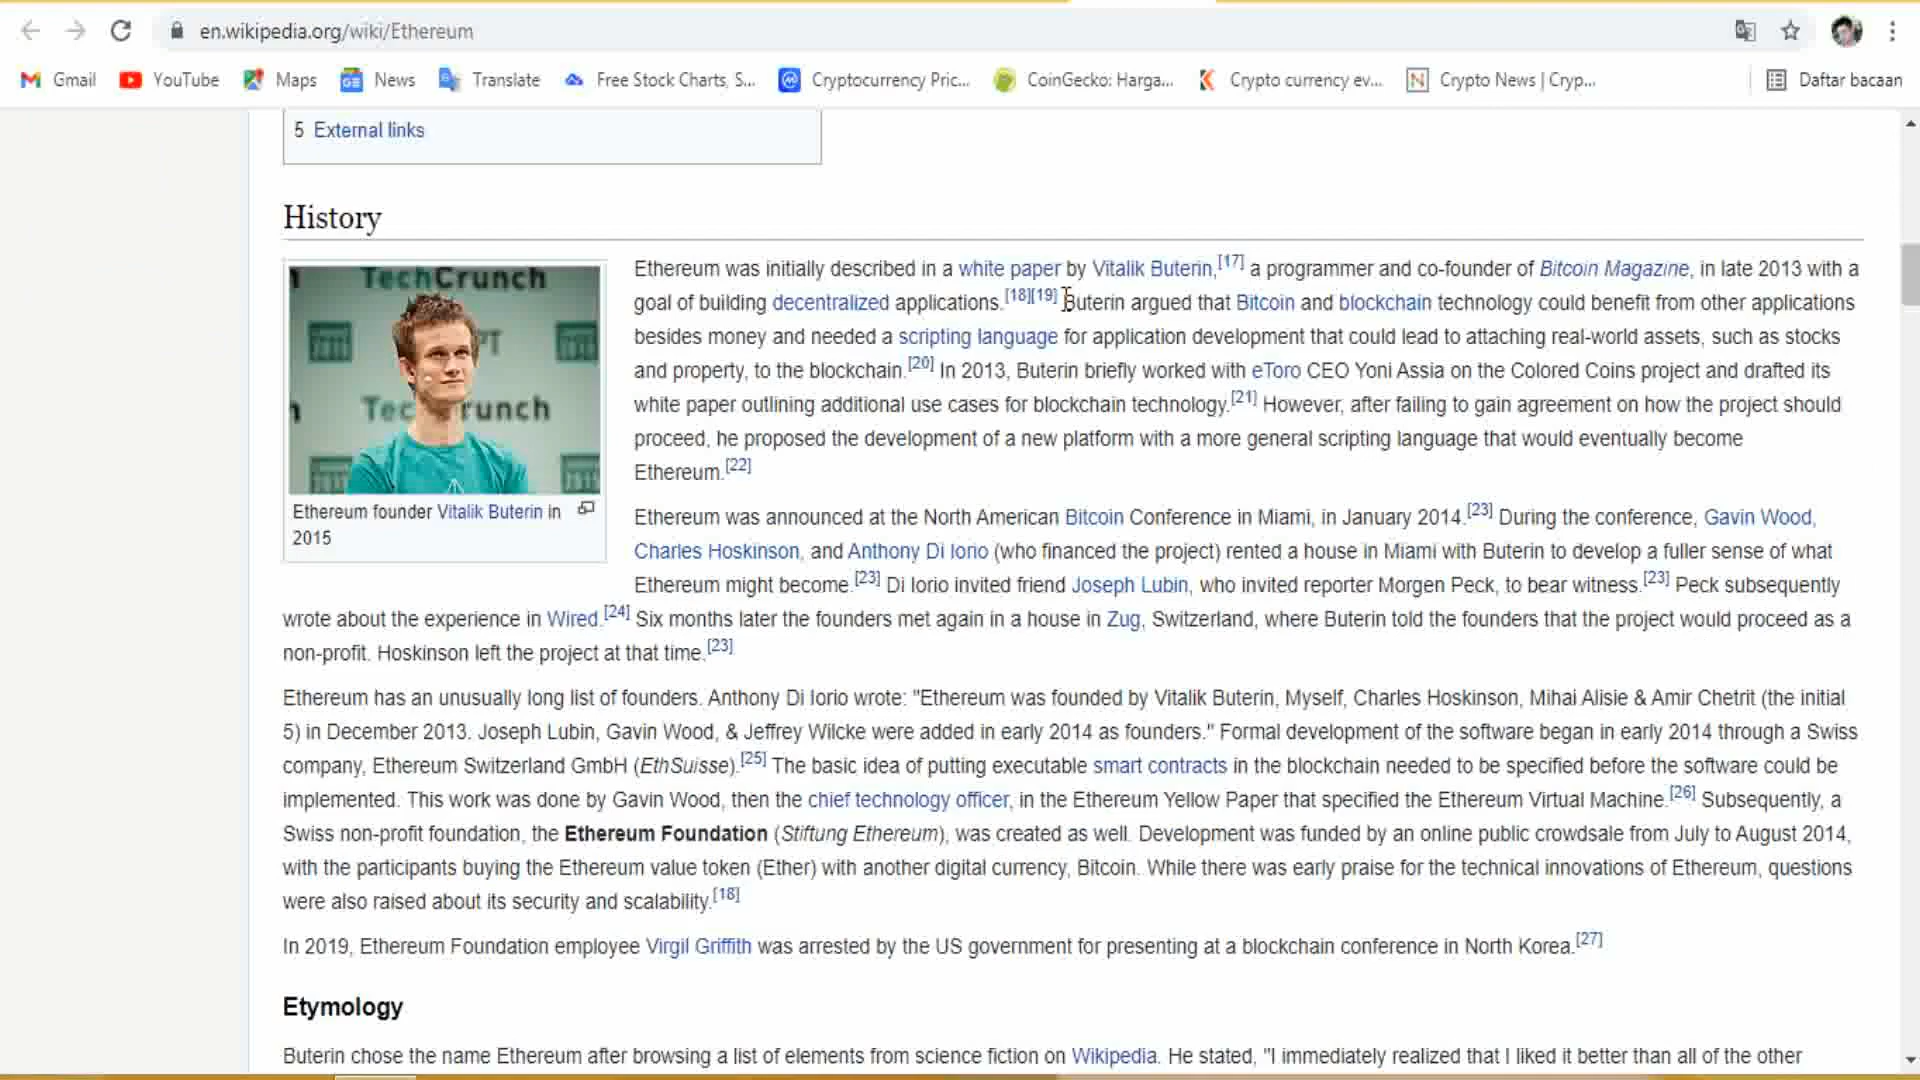 en.wikipedia.org/wiki/Ethereum
Gmail YouTube Maps News Translate Free Stock Charts, S... Cryptocurrency Pric... CoinGecko: Harga... Crypto currency ev... Crypto News | Cryp... Daftar bacaan
5 External links
History
TechCrunch
Ethereum founder Vitalik Buterin in
2015
Ethereum was initially described in a white paper by Vitalik Buterin,[17] a programmer and co-founder of Bitcoin Magazine, in late 2013 with a
goal of building decentralized applications.[18][19] Buterin argued that Bitcoin and blockchain technology could benefit from other applications
besides money and needed a scripting language for application development that could lead to attaching real-world assets, such as stocks
and property, to the blockchain.[20] In 2013, Buterin briefly worked with eToro CEO Yoni Assia on the Colored Coins project and drafted its
white paper outlining additional use cases for blockchain technology.[21] However, after failing to gain agreement on how the project should
proceed, he proposed the development of a new platform with a more general scripting language that would eventually become
Ethereum.[22]
Ethereum was announced at the North American Bitcoin Conference in Miami, in January 2014.[23] During the conference, Gavin Wood,
Charles Hoskinson, and Anthony Di Iorio (who financed the project) rented a house in Miami with Buterin to develop a fuller sense of what
Ethereum might become.[23] Di Iorio invited friend Joseph Lubin, who invited reporter Morgen Peck, to bear witness.[23] Peck subsequently
wrote about the experience in Wired.[24] Six months later the founders met again in a house in Zug, Switzerland, where Buterin told the founders that the project would proceed as a
non-profit. Hoskinson left the project at that time.[23]
Ethereum has an unusually long list of founders. Anthony Di Iorio wrote: "Ethereum was founded by Vitalik Buterin, Myself, Charles Hoskinson, Mihai Alisie & Amir Chetrit (the initial
5) in December 2013. Joseph Lubin, Gavin Wood, & Jeffrey Wilcke were added in early 2014 as founders." Formal development of the software began in early 2014 through a Swiss
company, Ethereum Switzerland GmbH (EthSuisse).[25] The basic idea of putting executable smart contracts in the blockchain needed to be specified before the software could be
implemented. This work was done by Gavin Wood, then the chief technology officer, in the Ethereum Yellow Paper that specified the Ethereum Virtual Machine.[26] Subsequently, a
Swiss non-profit foundation, the Ethereum Foundation (Stiftung Ethereum), was created as well. Development was funded by an online public crowdsale from July to August 2014,
with the participants buying the Ethereum value token (Ether) with another digital currency, Bitcoin. While there was early praise for the technical innovations of Ethereum, questions
were also raised about its security and scalability.[18]
In 2019, Ethereum Foundation employee Virgil Griffith was arrested by the US government for presenting at a blockchain conference in North Korea.[27]
Etymology
Buterin chose the name Ethereum after browsing a list of elements from science fiction on Wikipedia. He stated, "I immediately realized that I liked it better than all of the other